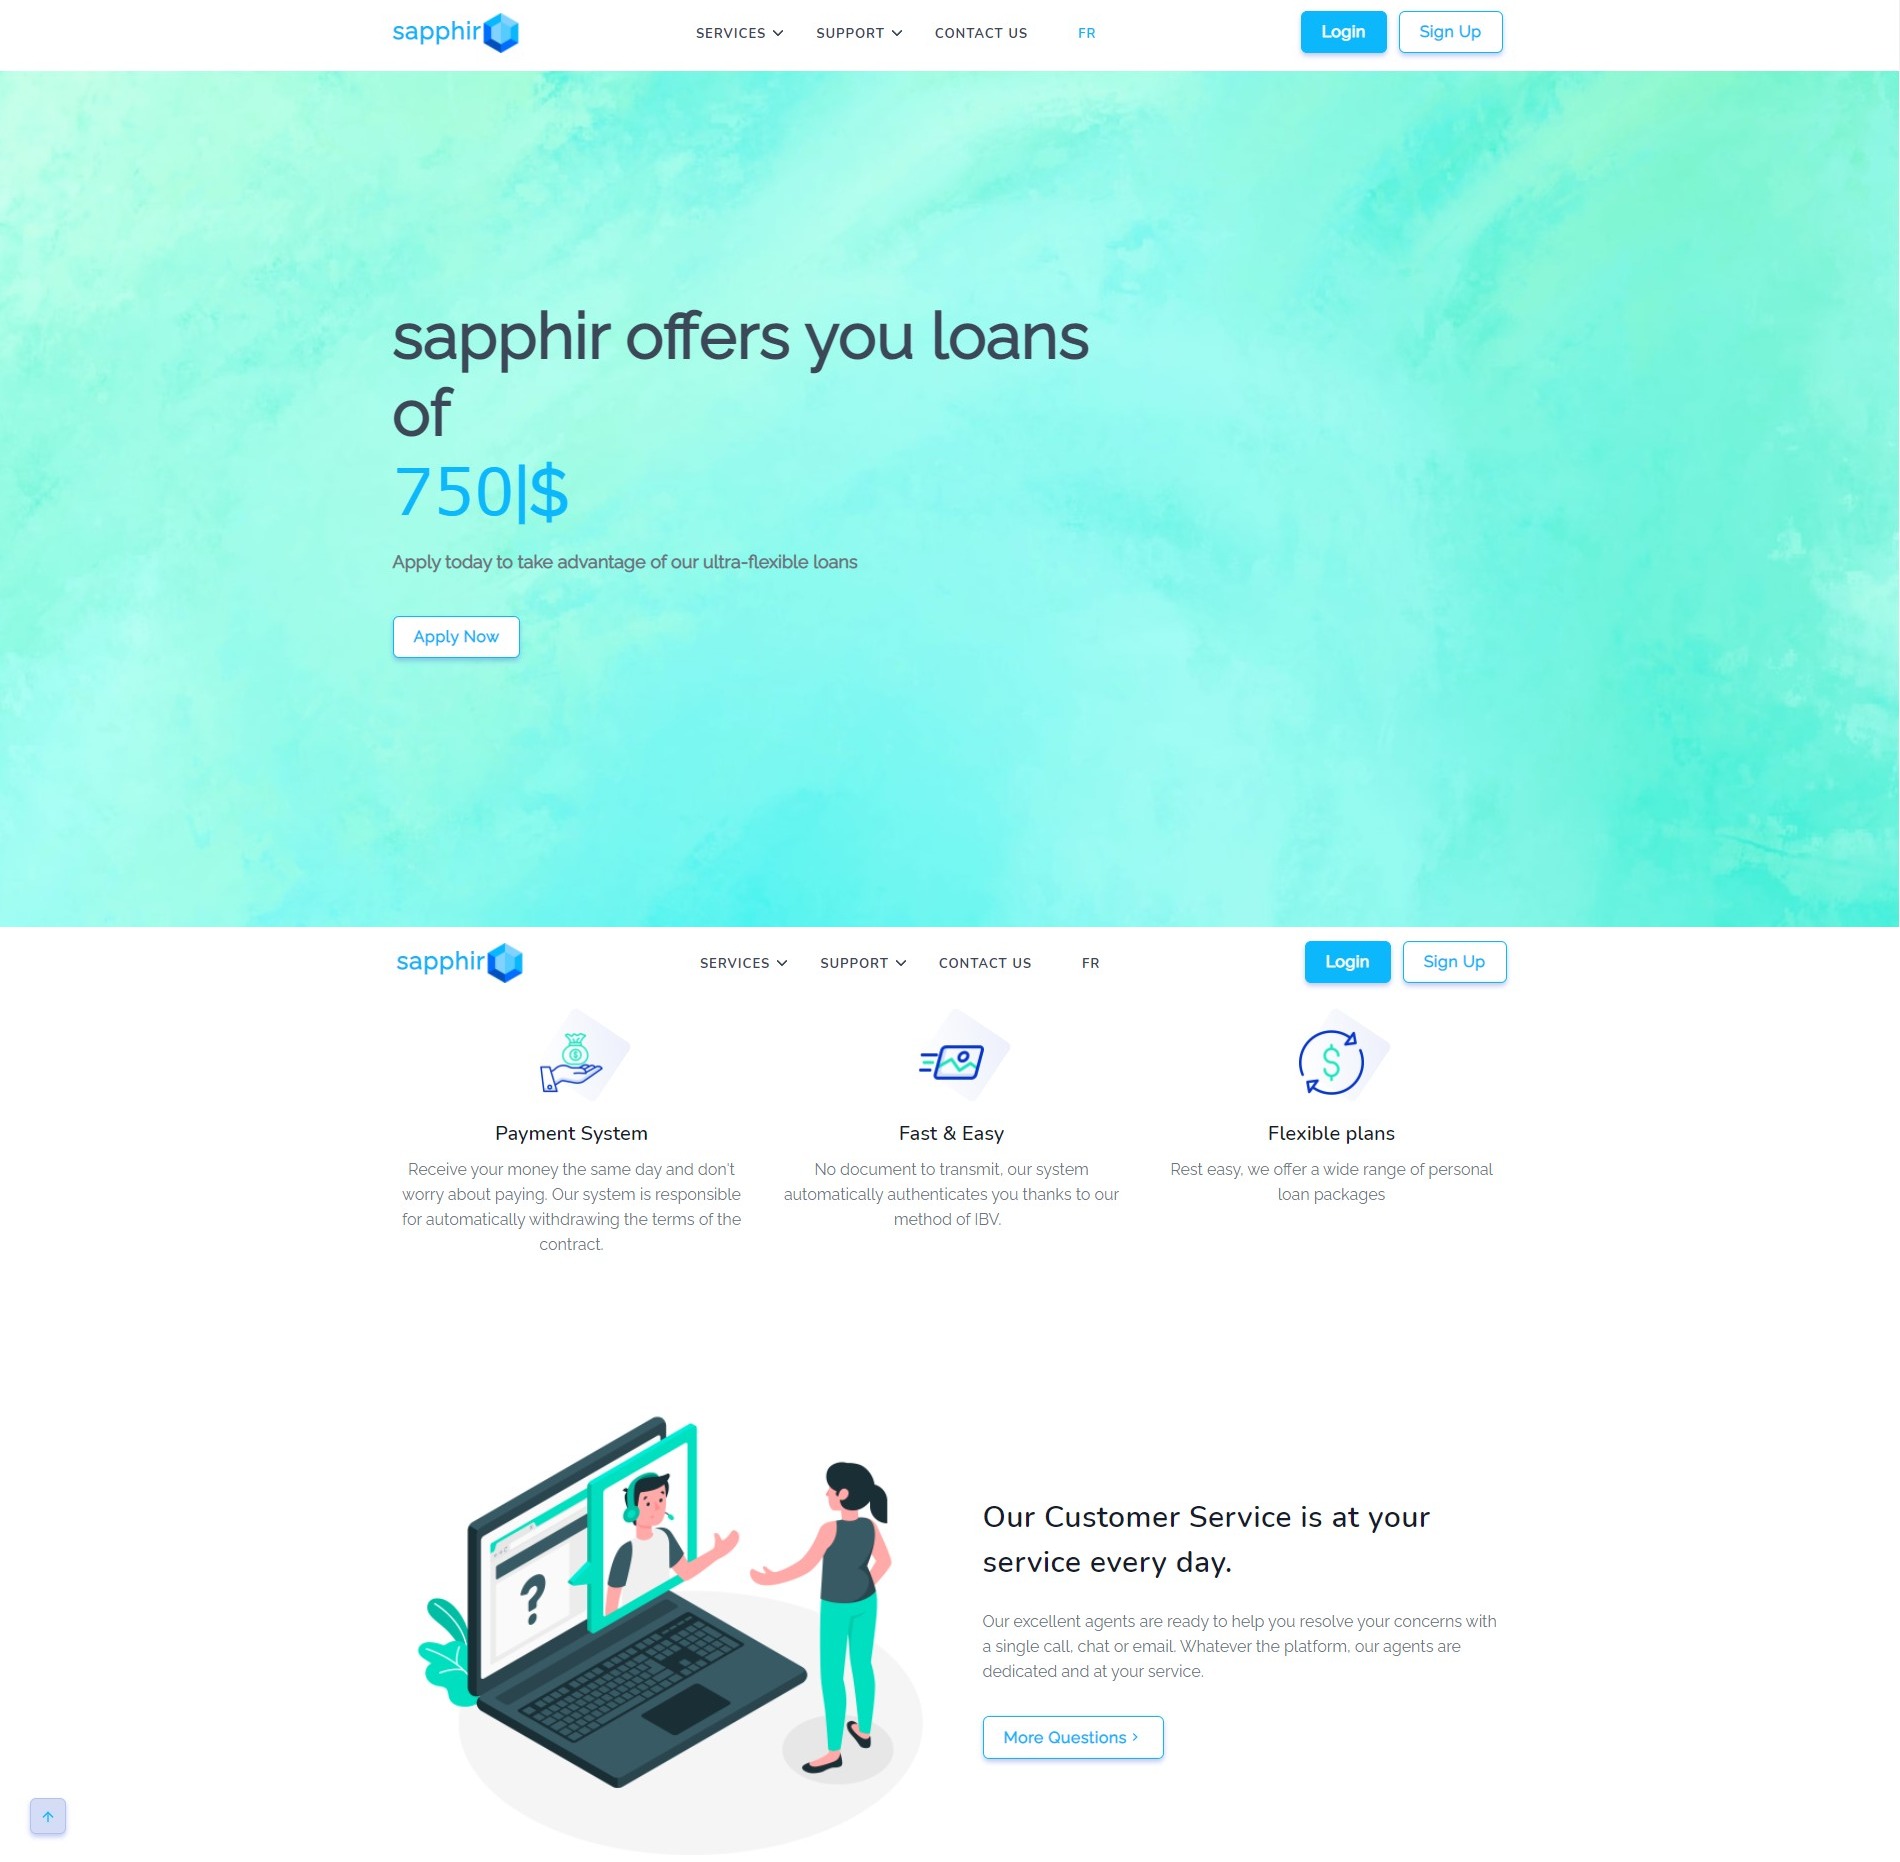 sapphir
SERVICES SUPPORT CONTACT US FR
Login Sign Up
sapphir offers you loans
of
750|$
Apply today to take advantage of our ultra-flexible loans
Apply Now
sapphir
SERVICES SUPPORT CONTACT US FR
Login Sign Up
Payment System
Receive your money the same day and don't
worry about paying. Our system is responsible
for automatically withdrawing the terms of the
contract.
Fast & Easy
No document to transmit, our system
automatically authenticates you thanks to our
method of IBV.
Flexible plans
Rest easy, we offer a wide range of personal
loan packages
Our Customer Service is at your
service every day.
Our excellent agents are ready to help you resolve your concerns with
a single call, chat or email. Whatever the platform, our agents are
dedicated and at your service.
More Questions >